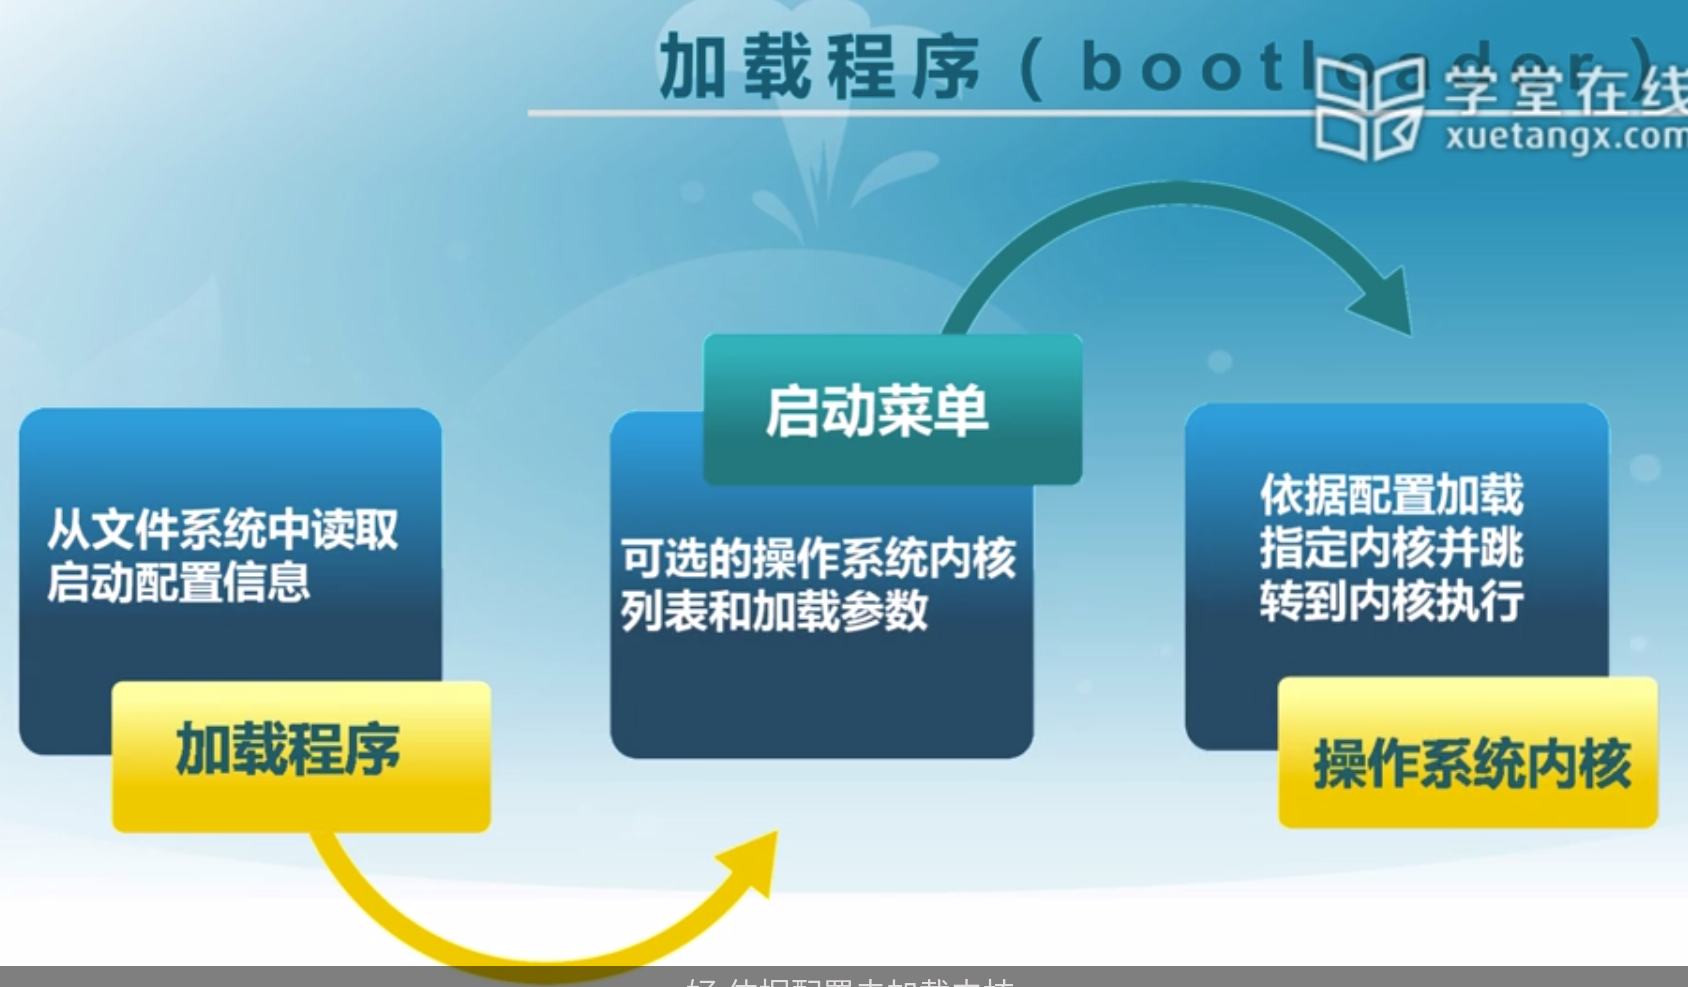 加载程序（bootloader）
学堂在线
xuetangx.com
启动菜单
从文件系统中读取
启动配置信息
可选的操作系统内核
列表和加载参数
依据配置加载
指定内核并跳
转到内核执行
加载程序
操作系统内核